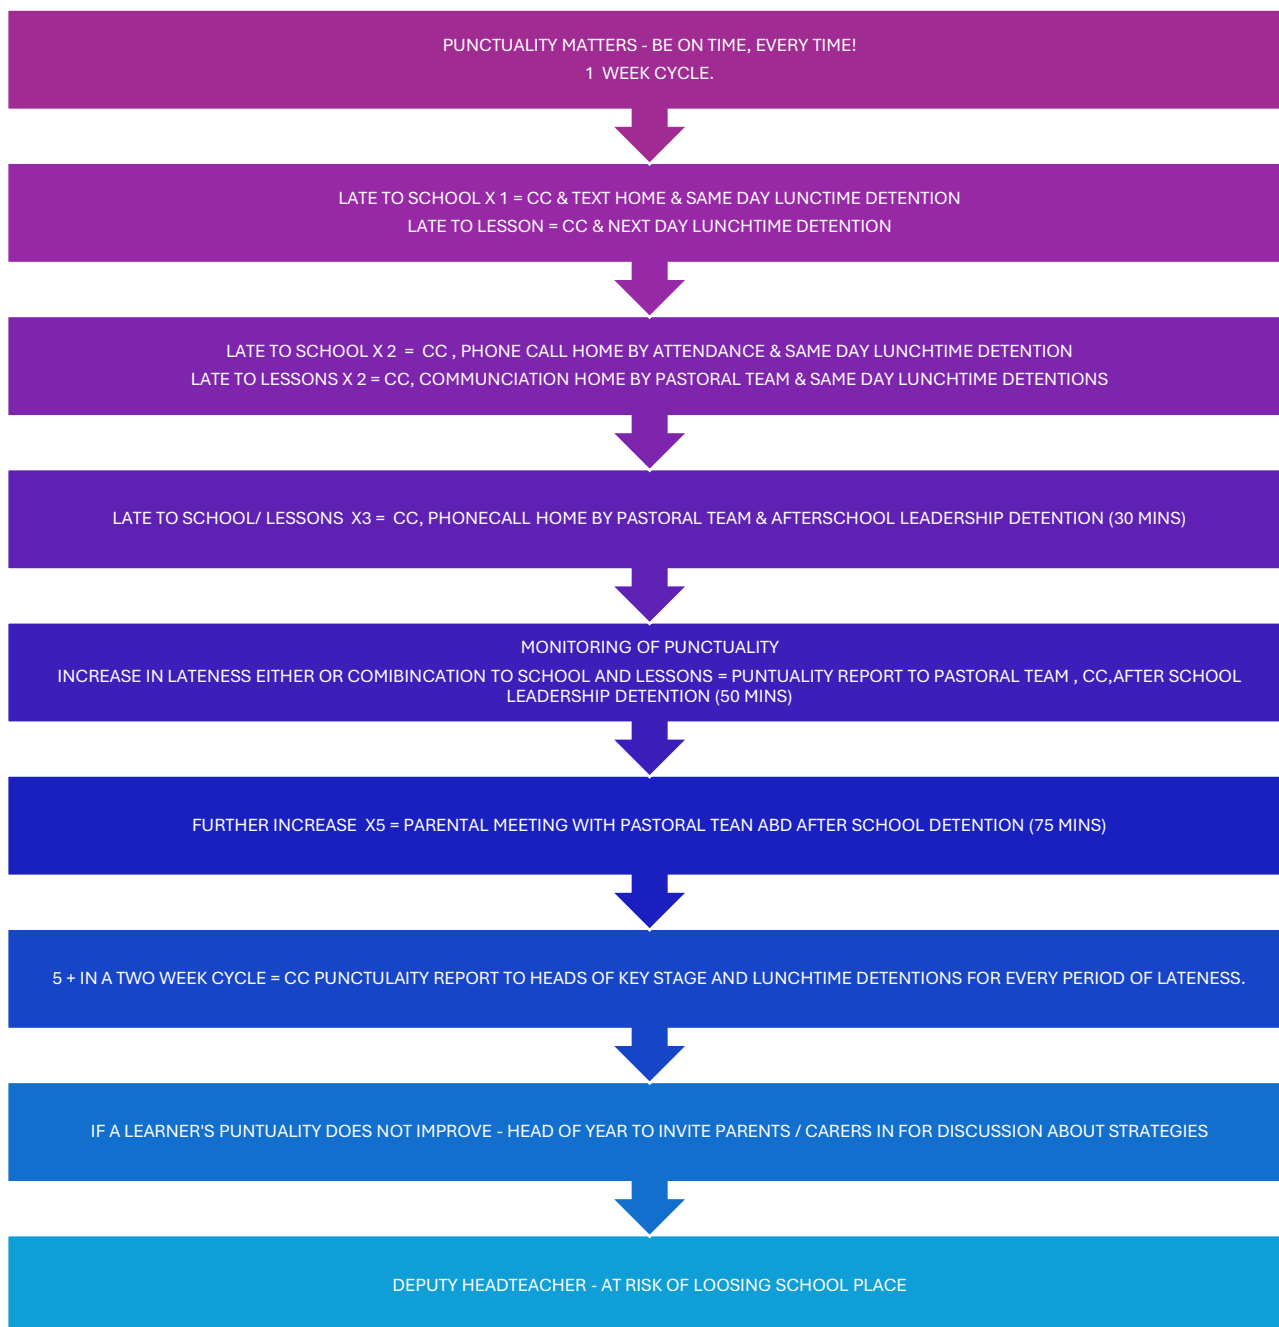 PUNCTUALITY MATTERS - BE ON TIME, EVERY TIME!
1 WEEK CYCLE.
LATE TO SCHOOL X 1 = CC & TEXT HOME & SAME DAY LUNCTIME DETENTION
LATE TO LESSON = CC & NEXT DAY LUNCHTIME DETENTION
LATE TO SCHOOL X 2 = CC , PHONE CALL HOME BY ATTENDANCE & SAME DAY LUNCHTIME DETENTION
LATE TO LESSONS X 2 = CC, COMMUNCIATION HOME BY PASTORAL TEAM & SAME DAY LUNCHTIME DETENTIONS
LATE TO SCHOOL/ LESSONS X3 = CC, PHONECALL HOME BY PASTORAL TEAM & AFTERSCHOOL LEADERSHIP DETENTION (30 MINS)
MONITORING OF PUNCTUALITY
INCREASE IN LATENESS EITHER OR COMIBINCATION TO SCHOOL AND LESSONS = PUNTUALITY REPORT TO PASTORAL TEAM , CC,AFTER SCHOOL
LEADERSHIP DETENTION (50 MINS)
FURTHER INCREASE X5 = PARENTAL MEETING WITH PASTORAL TEAN ABD AFTER SCHOOL DETENTION (75 MINS)
5 + IN A TWO WEEK CYCLE = CC PUNCTULAITY REPORT TO HEADS OF KEY STAGE AND LUNCHTIME DETENTIONS FOR EVERY PERIOD OF LATENESS.
IF A LEARNER'S PUNTUALITY DOES NOT IMPROVE - HEAD OF YEAR TO INVITE PARENTS / CARERS IN FOR DISCUSSION ABOUT STRATEGIES
DEPUTY HEADTEACHER - AT RISK OF LOOSING SCHOOL PLACE